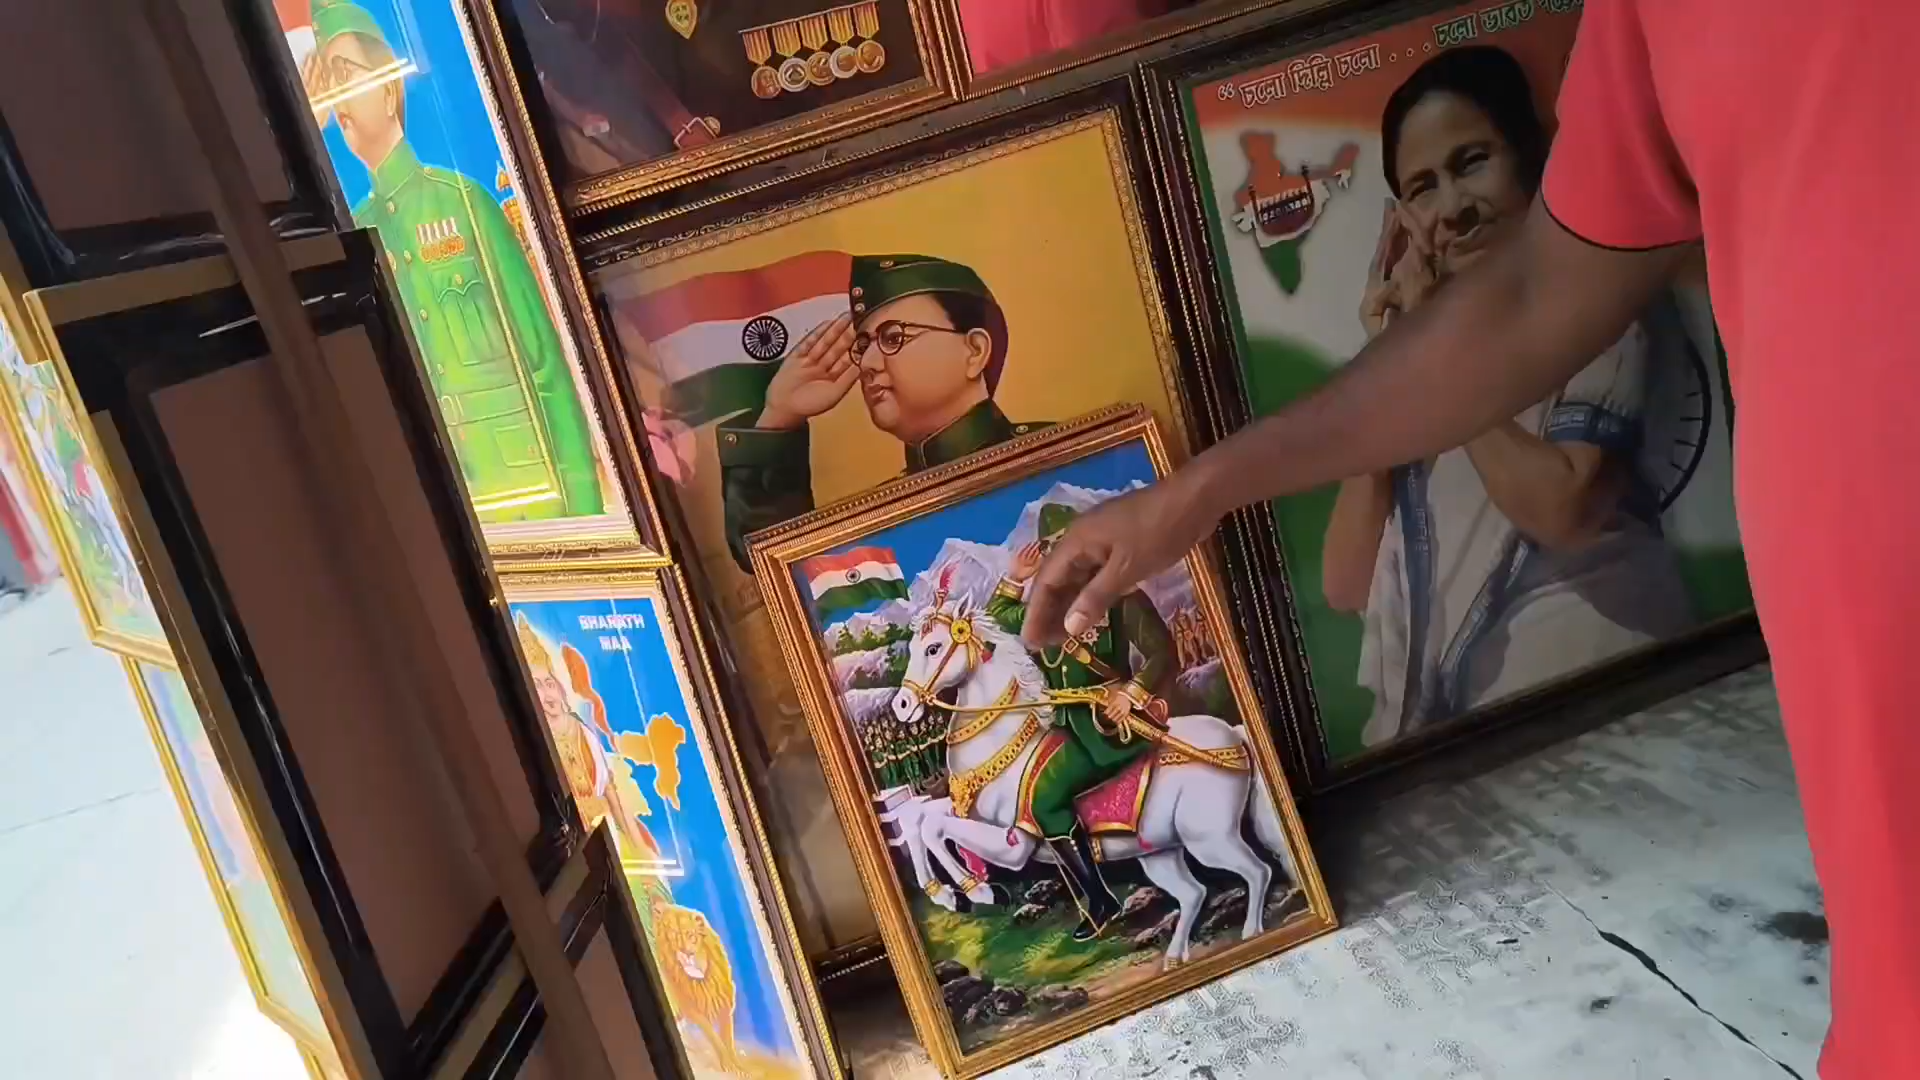 “ চলো দিল্লি চলো . . . চলো ভারত
BHARATH
MAA